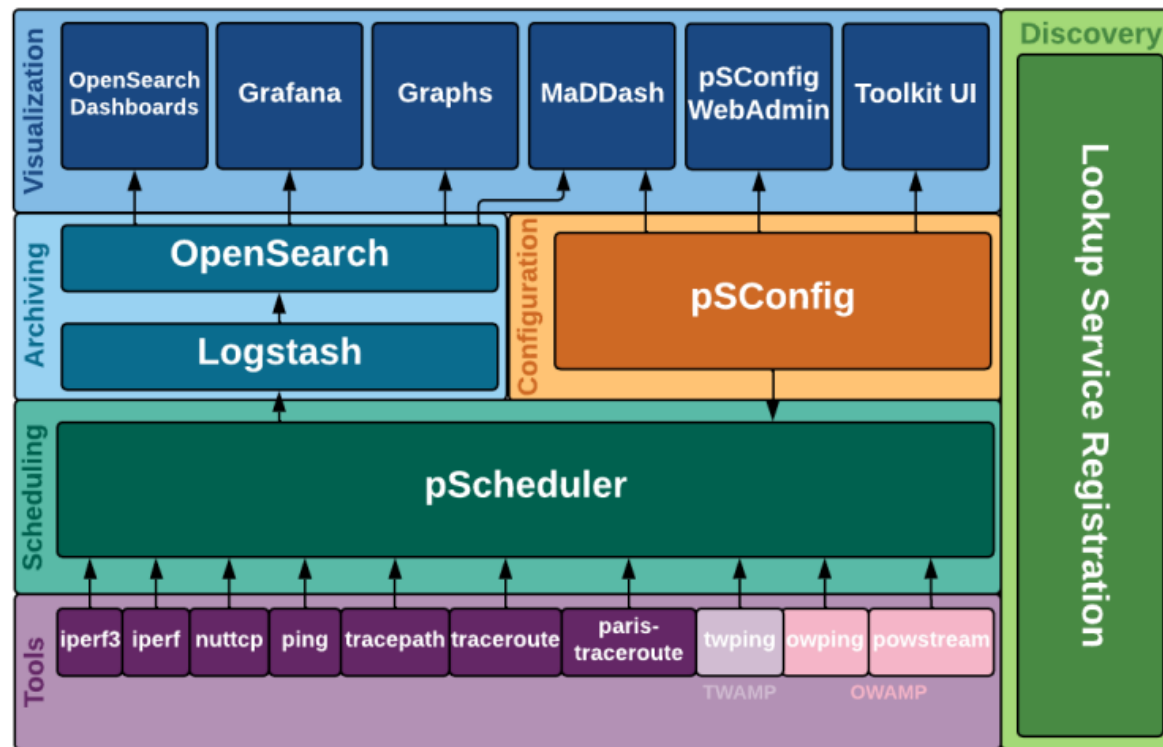 Visualization
OpenSearch
Dashboards
Grafana
Graphs
MaDDash
pSConfig
WebAdmin
Toolkit UI
Discovery
Lookup Service Registration
Archiving
OpenSearch
Logstash
Configuration
pSConfig
Scheduling
pScheduler
Tools
iperf3
iperf
nuttcp
ping
tracepath
traceroute
paris-
traceroute
twping
owping
powstream
TWAMP
OWAMP